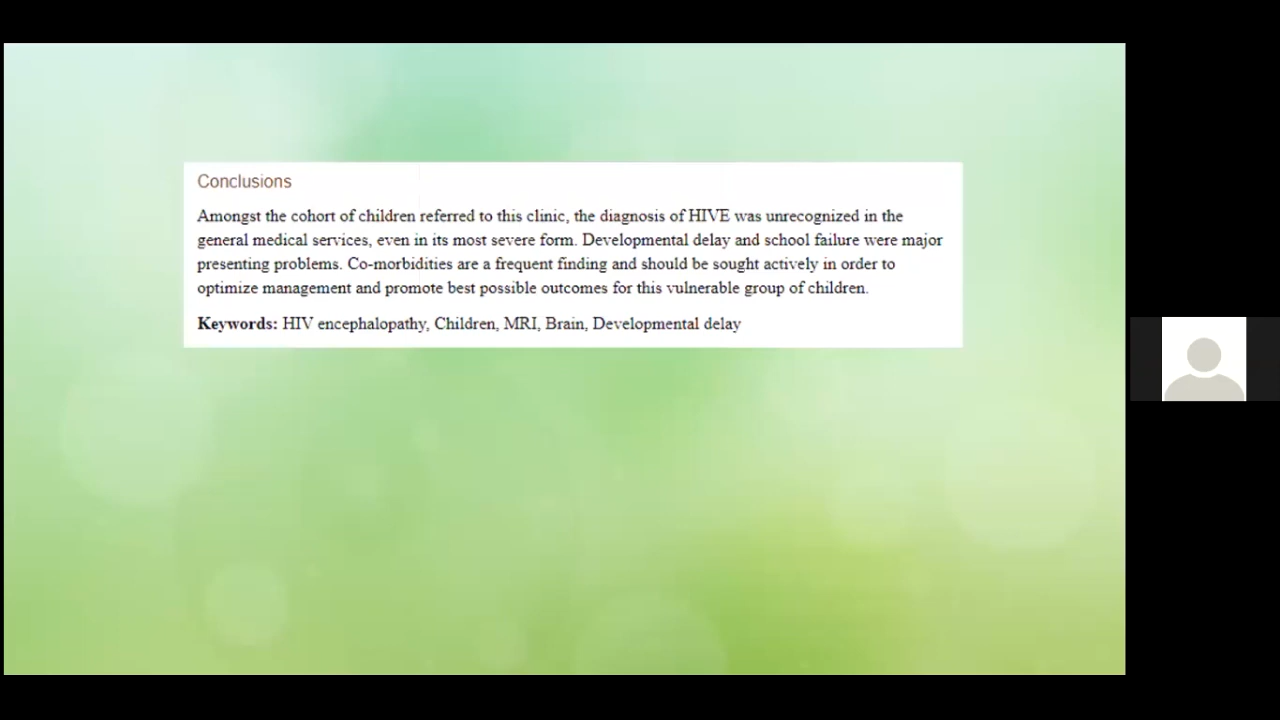 Conclusions
Amongst the cohort of children referred to this clinic, the diagnosis of HIVE was unrecognized in the
general medical services, even in its most severe form. Developmental delay and school failure were major
presenting problems. Co-morbidities are a frequent finding and should be sought actively in order to
optimize management and promote best possible outcomes for this vulnerable group of children.
Keywords: HIV encephalopathy, Children, MRI, Brain, Developmental delay